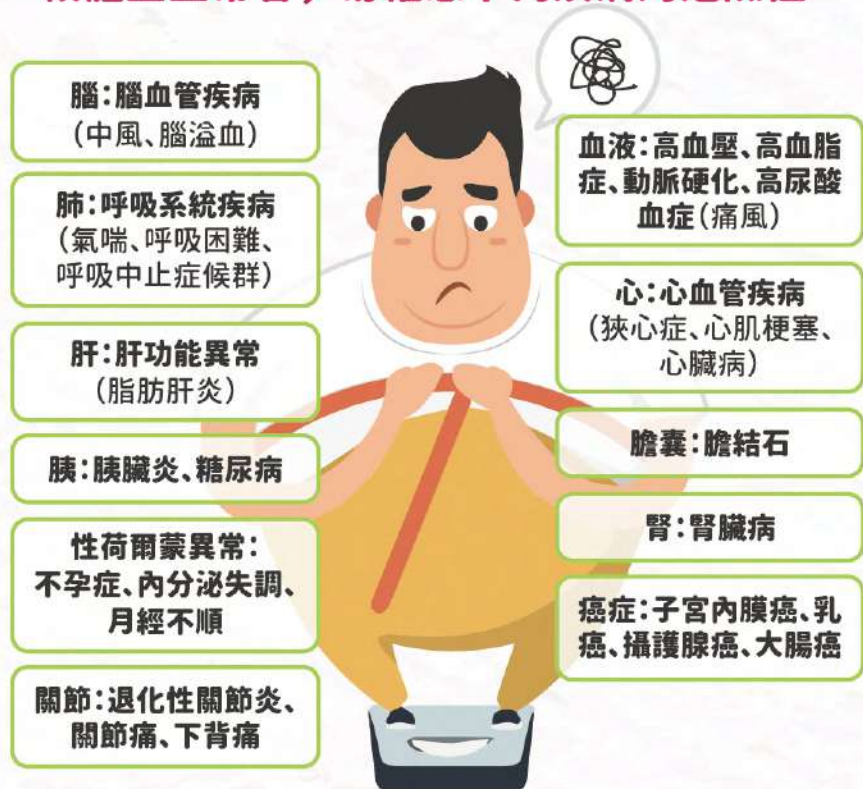 腦：腦血管疾病
（中風、腦溢血）
肺：呼吸系統疾病
（氣喘、呼吸困難、
呼吸中止症候群）
肝：肝功能異常
（脂肪肝炎）
胰：胰臟炎、糖尿病
性荷爾蒙異常：
不孕症、內分泌失調、
月經不順
關節：退化性關節炎、
關節痛、下背痛
血液：高血壓、高血脂
症、動脈硬化、高尿酸
血症（痛風）
心：心血管疾病
（狹心症、心肌梗塞、
心臟病）
膽囊：膽結石
腎：腎臟病
癌症：子宮內膜癌、乳
癌、攝護腺癌、大腸癌